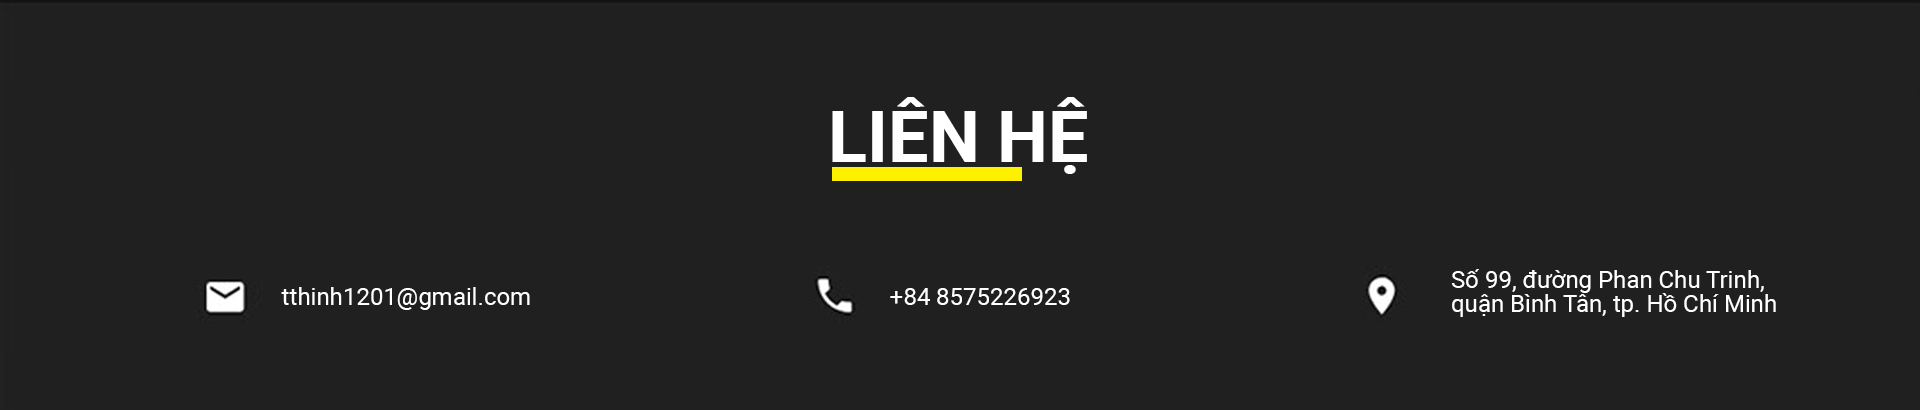 LIÊN HỆ
tthinh1201@gmail.com
+84 8575226923
Số 99, đường Phan Chu Trinh,
quận Bình Tân, tp. Hồ Chí Minh